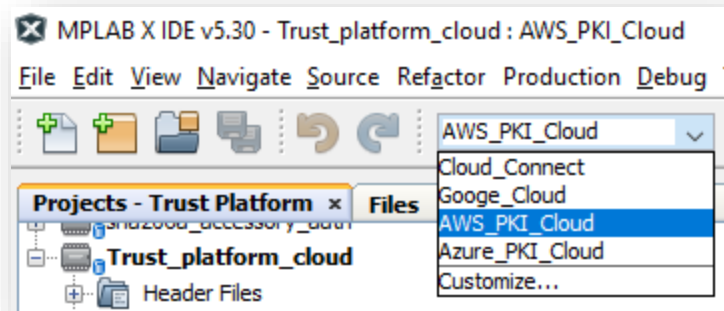 MPLAB X IDE v5.30 - Trust_platform_cloud : AWS_PKI_Cloud
File Edit View Navigate Source Refactor Production Debug
AWS_PKI_Cloud
Cloud_Connect
Googe_Cloud
AWS_PKI_Cloud
Azure_PKI_Cloud
Customize...
Projects - Trust Platform × Files
Trust_platform_cloud
Header Files